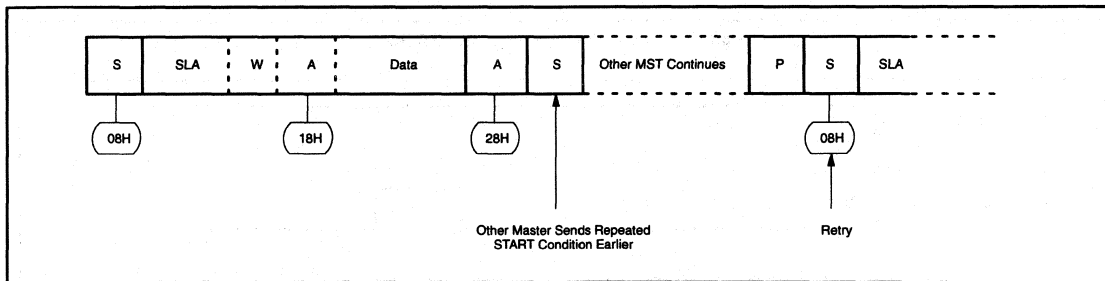 S SLA W A Data A S Other MST Continues P S SLA
08H 18H 28H 08H
Other Master Sends Repeated
START Condition Earlier
Retry